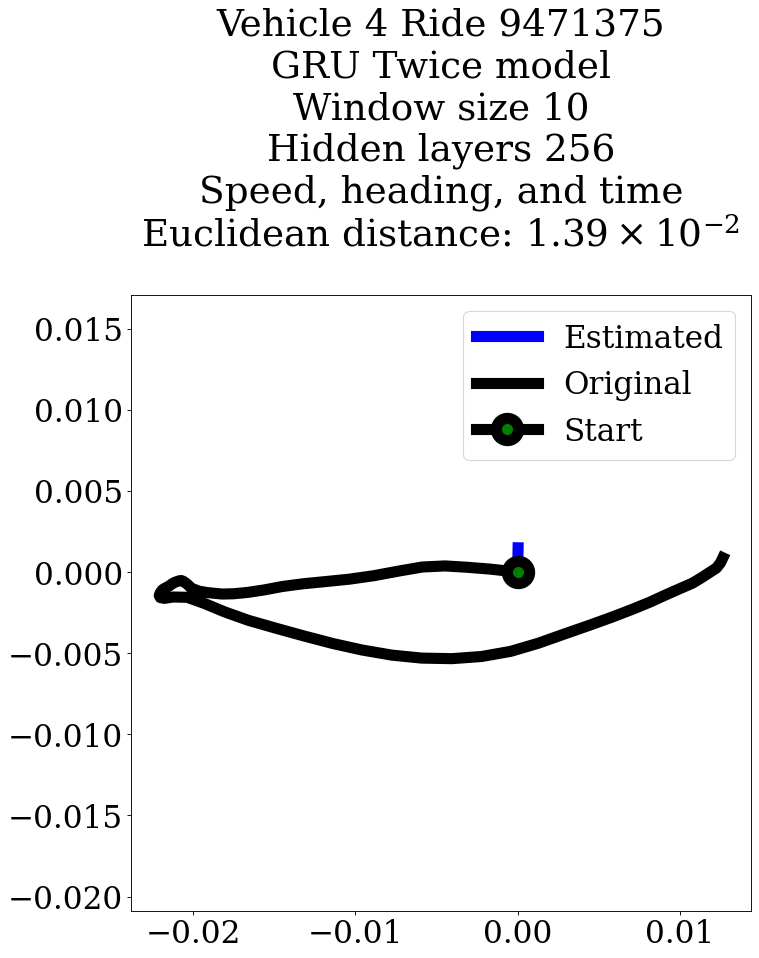 Vehicle 4 Ride 9471375
GRU Twice model
Window size 10
Hidden layers 256
Speed, heading, and time
Euclidean distance: 1.39 × 10⁻²
Estimated
Original
Start
0.015
0.010
0.005
0.000
−0.005
−0.010
−0.015
−0.020
−0.02 −0.01 0.00 0.01